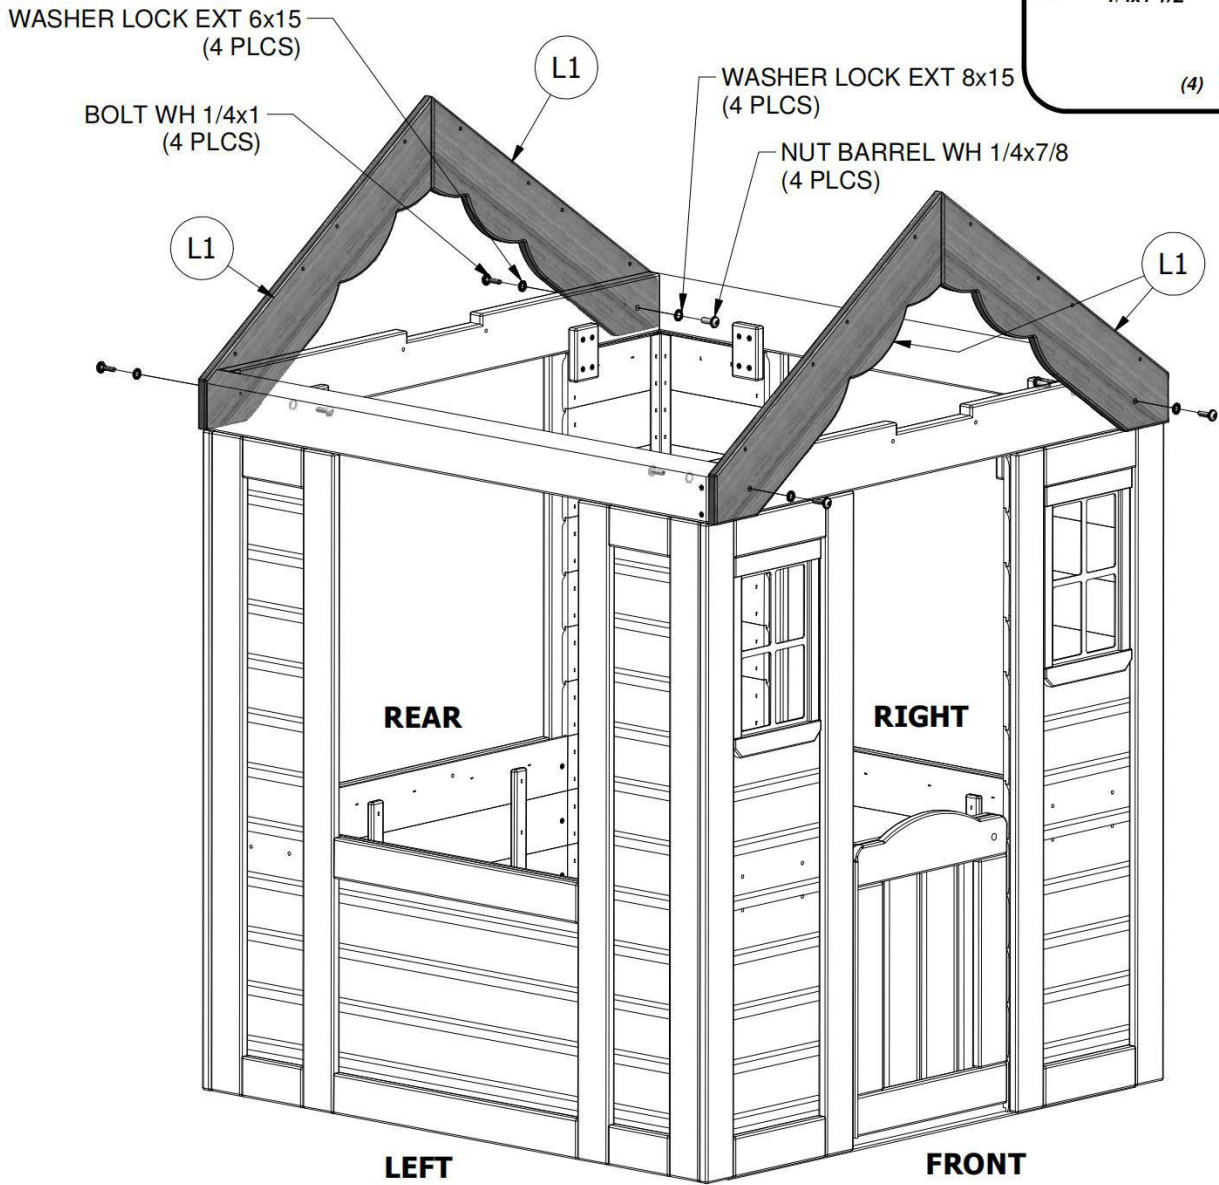 WASHER LOCK EXT 6x15
(4 PLCS)
L1
BOLT WH 1/4x1
(4 PLCS)
WASHER LOCK EXT 8x15
(4 PLCS)
(4)
NUT BARREL WH 1/4x7/8
(4 PLCS)
L1
L1
REAR
RIGHT
LEFT
FRONT